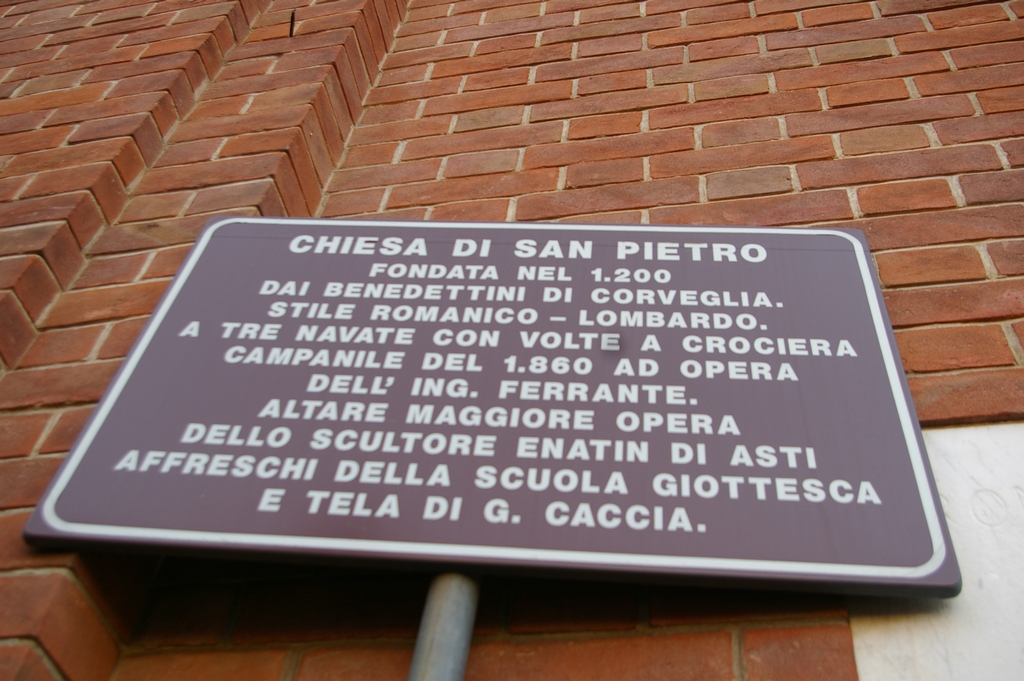 CHIESA DI SAN PIETRO
FONDATA NEL 1.200
DAI BENEDETTINI DI CORVEGLIA.
STILE ROMANICO – LOMBARDO.
A TRE NAVATE CON VOLTE A CROCIERA
CAMPANILE DEL 1.860 AD OPERA
DELL' ING. FERRANTE.
ALTARE MAGGIORE OPERA
DELLO SCULTORE ENATIN DI ASTI
AFFRESCHI DELLA SCUOLA GIOTTESCA
E TELA DI G. CACCIA.